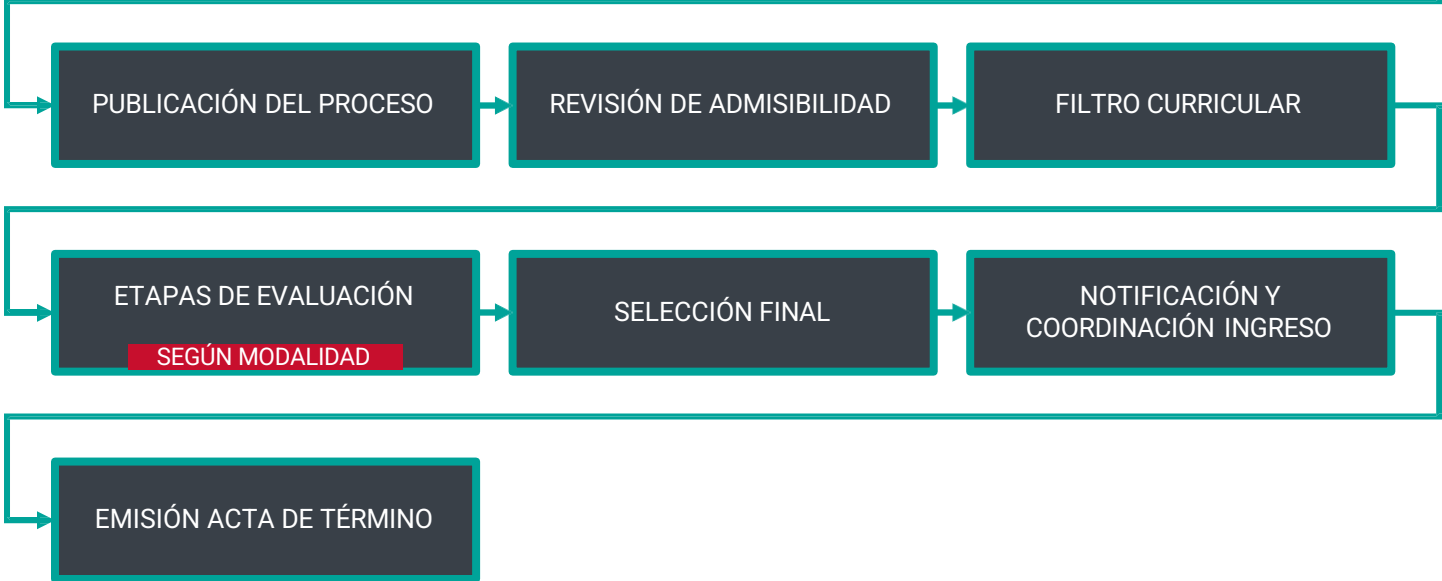 PUBLICACIÓN DEL PROCESO
REVISIÓN DE ADMISIBILIDAD
FILTRO CURRICULAR
ETAPAS DE EVALUACIÓN
SEGÚN MODALIDAD
SELECCIÓN FINAL
NOTIFICACIÓN Y
COORDINACIÓN INGRESO
EMISIÓN ACTA DE TÉRMINO